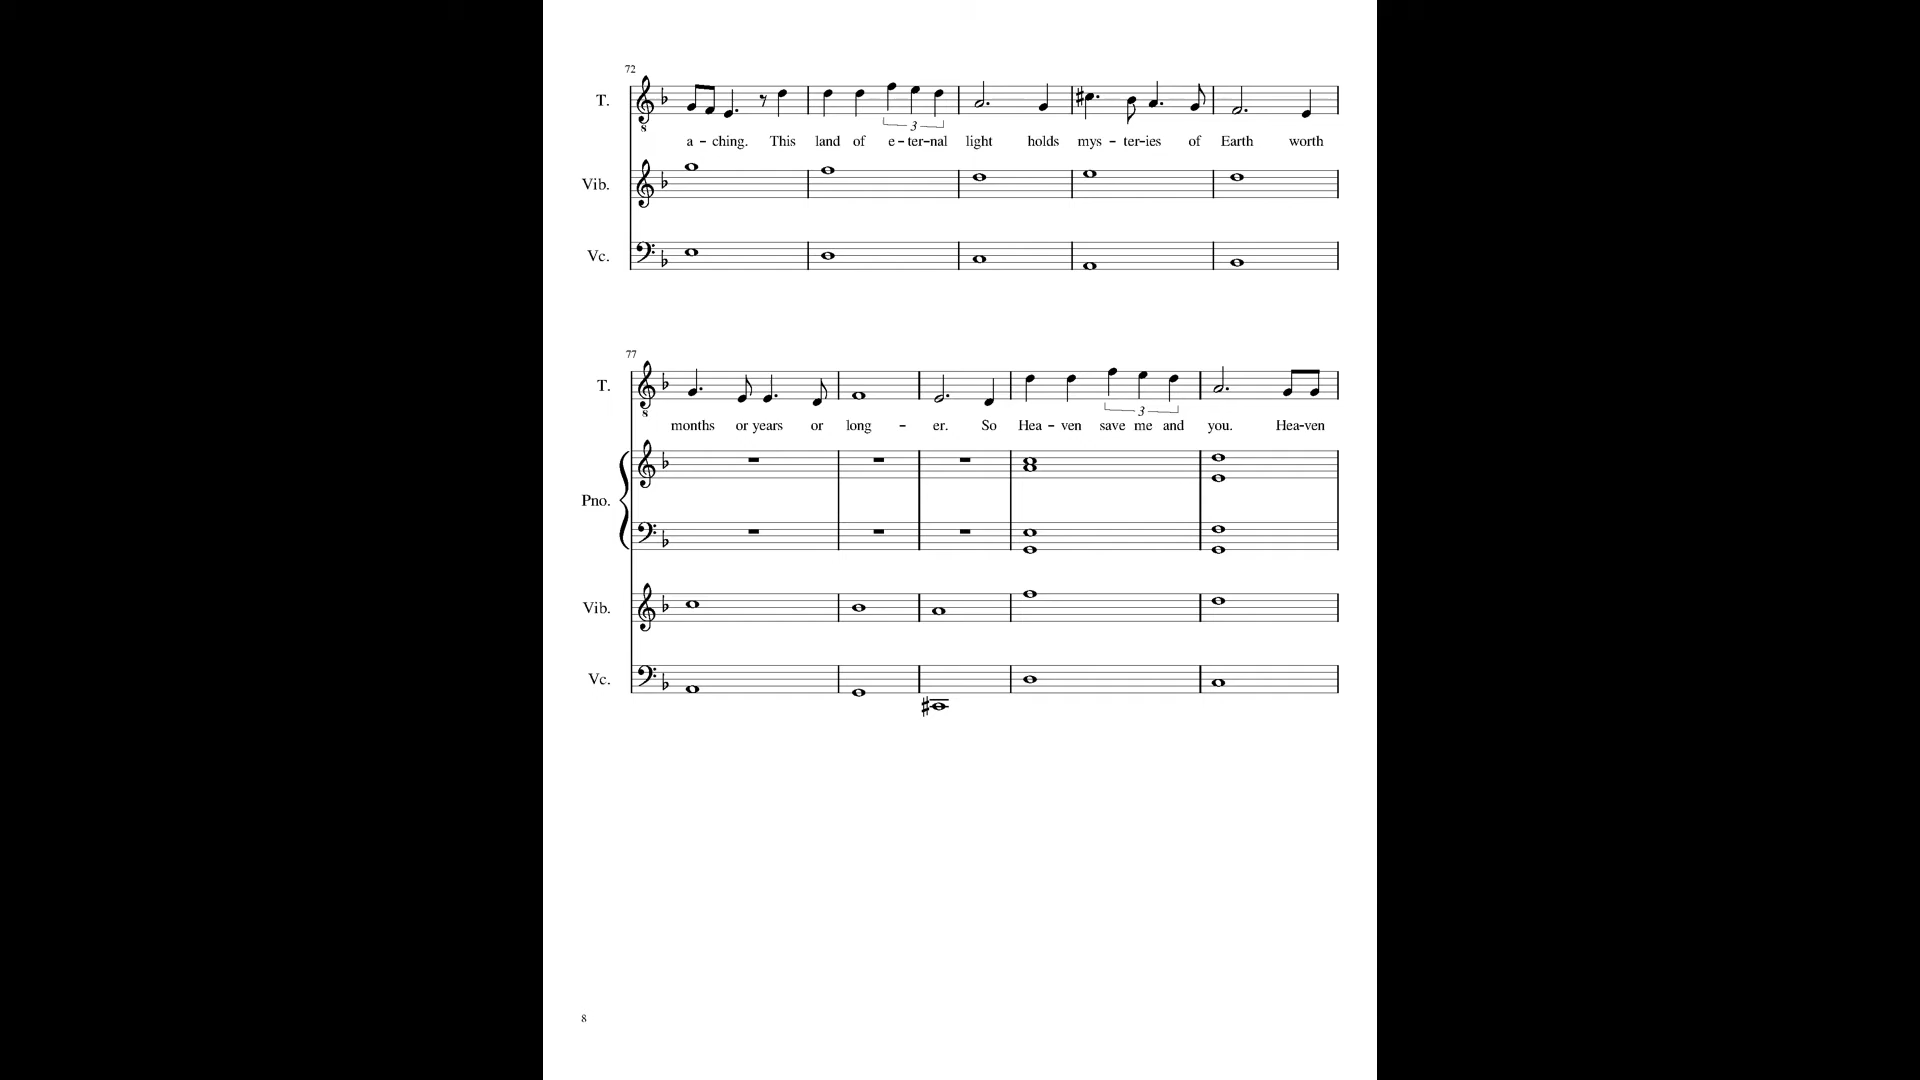 72
T.
3
a – ching. This land of e – ter – nal light holds mys – ter – ies of Earth worth
Vib.
Vc.
77
T.
3
months or years or long – er. So Hea – ven save me and you. Hea – ven
Pno.
Vib.
Vc.
8